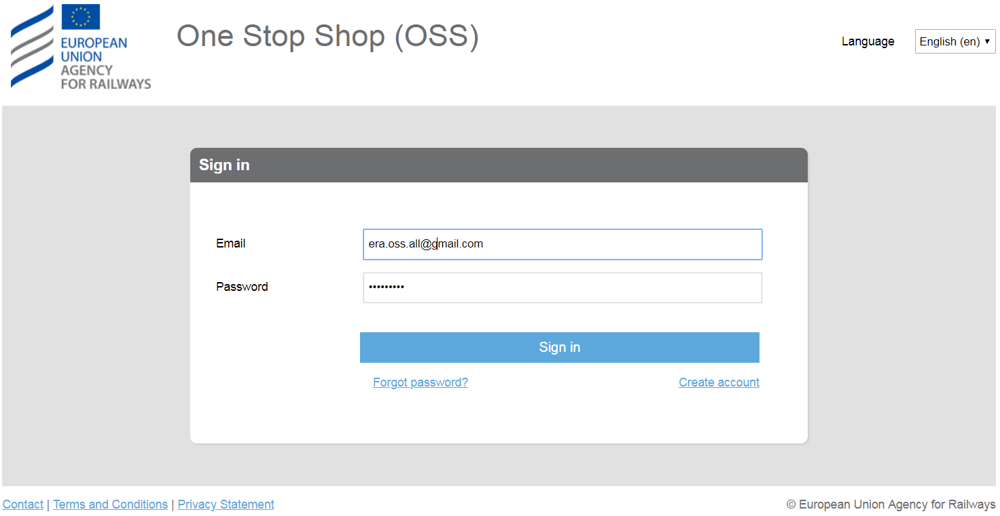 EUROPEAN
UNION
AGENCY
FOR RAILWAYS
One Stop Shop (OSS)
Language
English (en)
Sign in
Email
era.oss.all@gmail.com
Password
•••••••••
Sign in
Forgot password?
Create account
Contact | Terms and Conditions | Privacy Statement
© European Union Agency for Railways